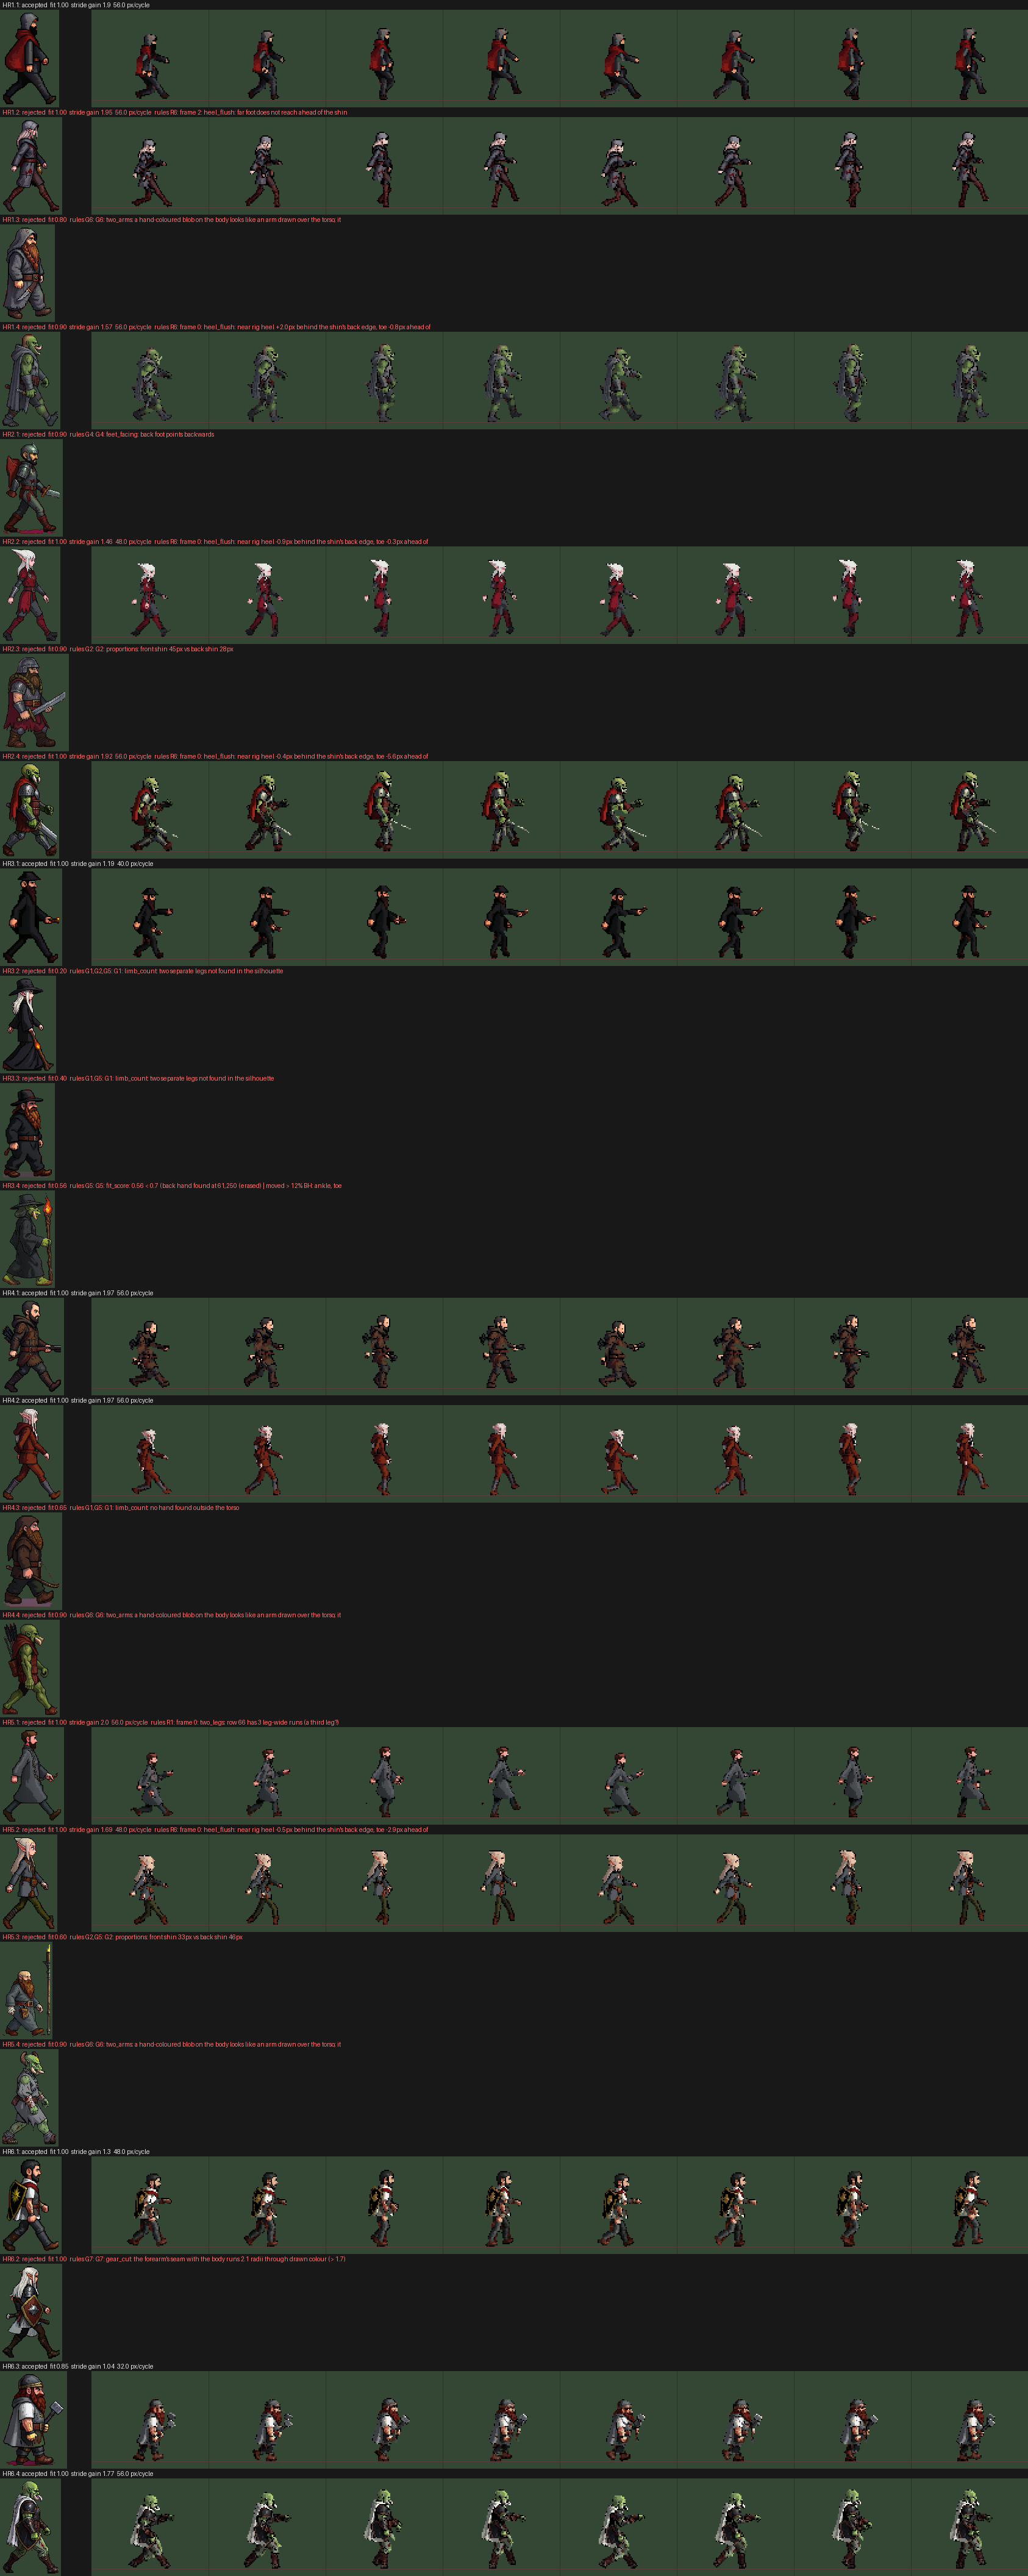 HR1.1: accepted fit 1.00 stride gain 1.9 56.0 px/cycle
HR1.2: rejected fit 1.00 stride gain 1.95 56.0 px/cycle rules R6: frame 2: heel_flush: far foot does not reach ahead of the shin
HR1.3: rejected fit 0.80 rules G6: G6: two_arms: a hand-coloured blob on the body looks like an arm drawn over the torso; it
HR1.4: rejected fit 0.90 stride gain 1.57 56.0 px/cycle rules R6: frame 0: heel_flush: near rig heel +2.0px behind the shin's back edge, toe -0.8px ahead of
HR2.1: rejected fit 0.90 rules G4: G4: feet_facing: back foot points backwards
HR2.2: rejected fit 1.00 stride gain 1.46 48.0 px/cycle rules R6: frame 0: heel_flush: near rig heel -0.9px behind the shin's back edge, toe -0.3px ahead of
HR2.3: rejected fit 0.90 rules G2: G2: proportions: front shin 45px vs back shin 28px
HR2.4: rejected fit 1.00 stride gain 1.92 56.0 px/cycle rules R6: frame 0: heel_flush: near rig heel -0.4px behind the shin's back edge, toe -5.6px ahead of
HR3.1: accepted fit 1.00 stride gain 1.19 40.0 px/cycle
HR3.2: rejected fit 0.20 rules G1,G2,G5: G1: limb_count: two separate legs not found in the silhouette
HR3.3: rejected fit 0.40 rules G1,G5: G1: limb_count: two separate legs not found in the silhouette
HR3.4: rejected fit 0.56 rules G5: G5: fit_score: 0.56 < 0.7 (back hand found at 61,250 (erased) | moved > 12% BH: ankle, toe
HR4.1: accepted fit 1.00 stride gain 1.97 56.0 px/cycle
HR4.2: accepted fit 1.00 stride gain 1.97 56.0 px/cycle
HR4.3: rejected fit 0.65 rules G1,G5: G1: limb_count: no hand found outside the torso
HR4.4: rejected fit 0.90 rules G6: G6: two_arms: a hand-coloured blob on the body looks like an arm drawn over the torso; it
HR5.1: rejected fit 1.00 stride gain 2.0 56.0 px/cycle rules R1: frame 0: two_legs: row 66 has 3 leg-wide runs (a third leg?)
HR5.2: rejected fit 1.00 stride gain 1.69 48.0 px/cycle rules R6: frame 0: heel_flush: near rig heel -0.5px behind the shin's back edge, toe -2.9px ahead of
HR5.3: rejected fit 0.60 rules G2,G5: G2: proportions: front shin 33px vs back shin 46px
HR5.4: rejected fit 0.90 rules G6: G6: two_arms: a hand-coloured blob on the body looks like an arm drawn over the torso; it
HR6.1: accepted fit 1.00 stride gain 1.3 48.0 px/cycle
HR6.2: rejected fit 1.00 rules G7: G7: gear_cut: the forearm's seam with the body runs 2.1 radii through drawn colour (> 1.7)
HR6.3: accepted fit 0.85 stride gain 1.04 32.0 px/cycle
HR6.4: accepted fit 1.00 stride gain 1.77 56.0 px/cycle